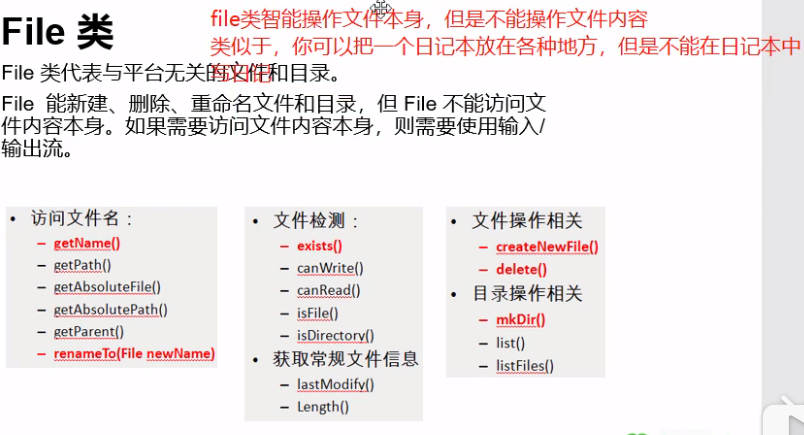 file类智能操作文件本身，但是不能操作文件内容
File 类
类似于，你可以把一个日记本放在各种地方，但是不能在日记本中
File 类代表与平台无关的文件和目录。
File 能新建、删除、重命名文件和目录，但 File 不能访问文
件内容本身。如果需要访问文件内容本身，则需要使用输入/
输出流。
• 访问文件名：
– getName()
– getPath()
– getAbsoluteFile()
– getAbsolutePath()
– getParent()
– renameTo(File newName)
• 文件检测：
– exists()
– canWrite()
– canRead()
– isFile()
– isDirectory()
• 获取常规文件信息
– lastModify()
– Length()
• 文件操作相关
– createNewFile()
– delete()
• 目录操作相关
– mkDir()
– list()
– listFiles()